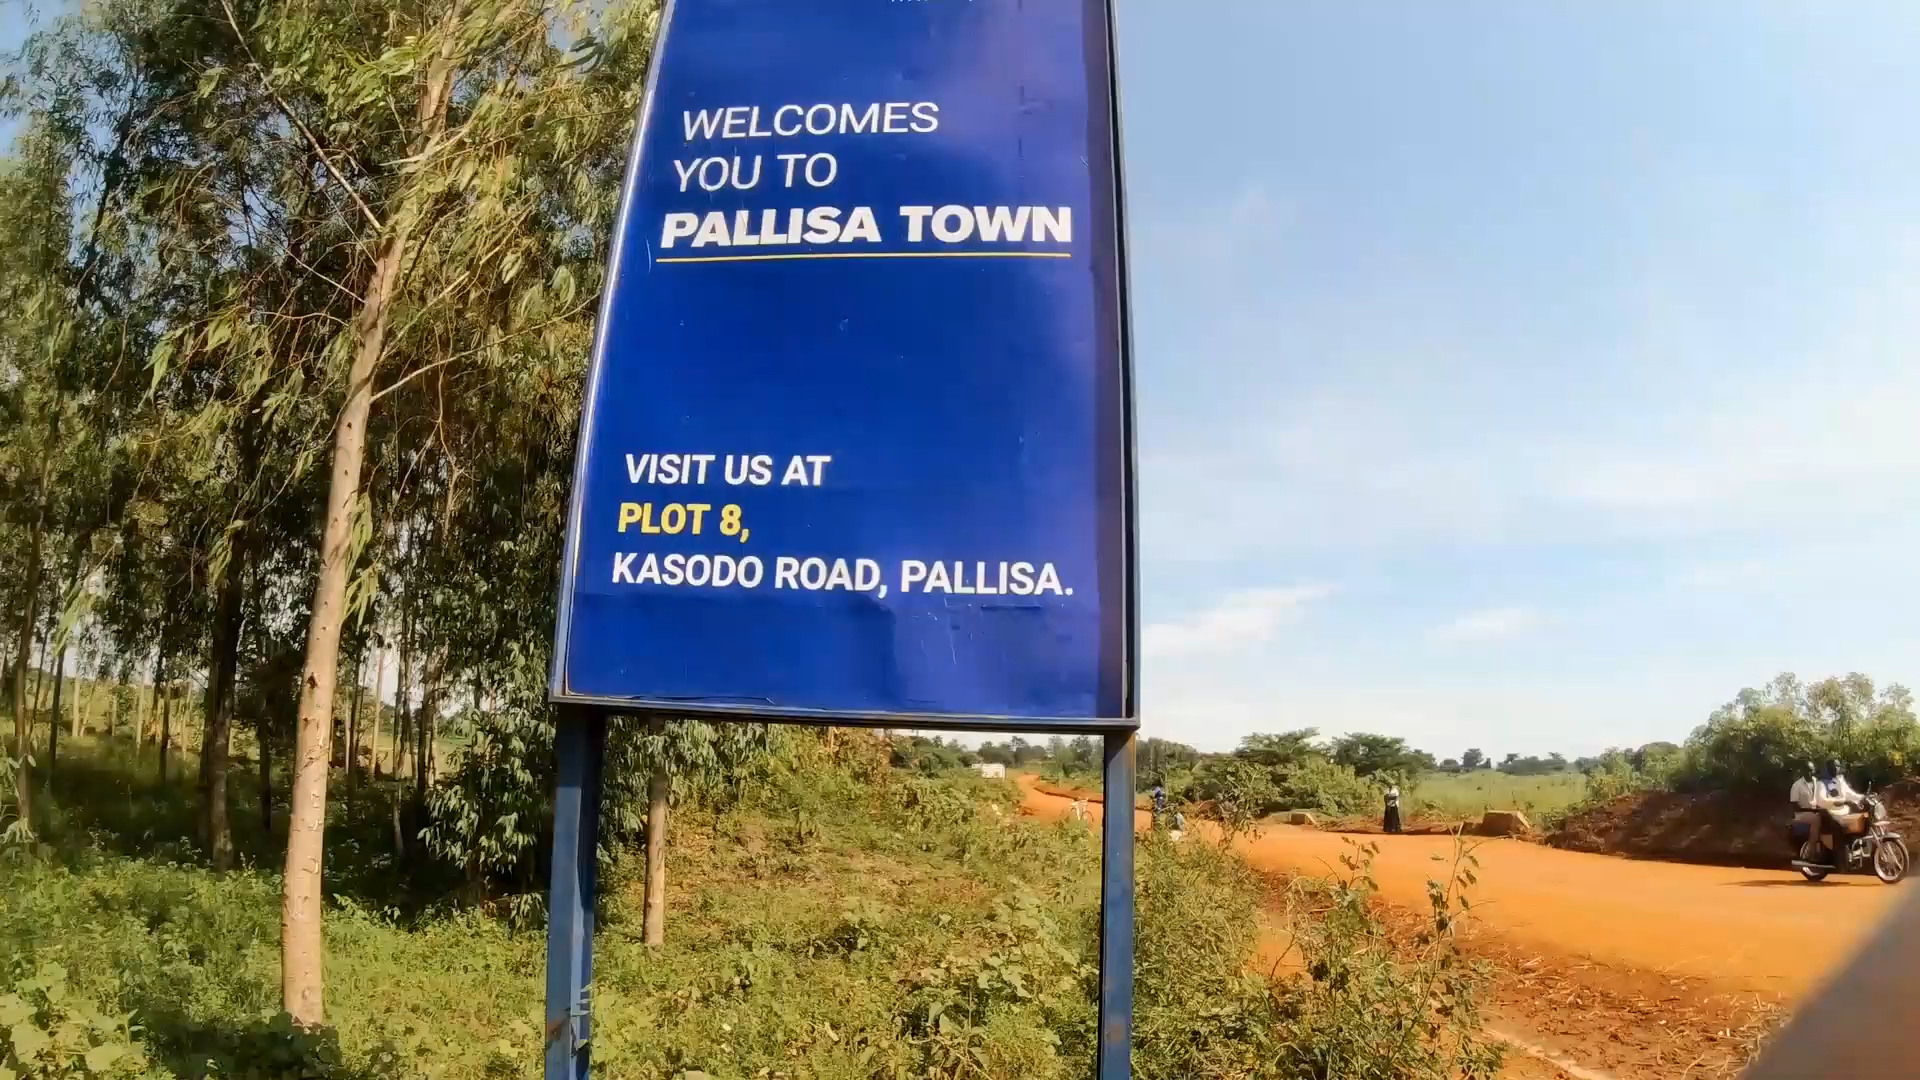 WELCOMES
YOU TO
PALLISA TOWN
VISIT US AT
PLOT 8,
KASODO ROAD, PALLISA.